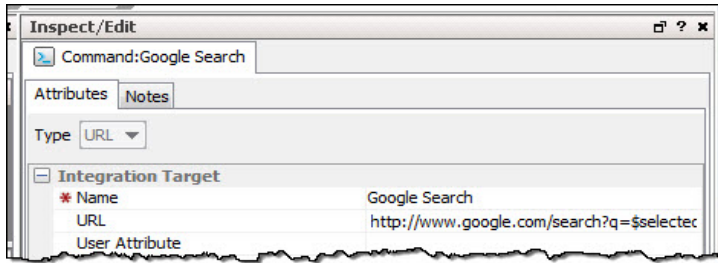 Inspect/Edit
Command:Google Search
Attributes Notes
Type URL
Integration Target
* Name Google Search
URL http://www.google.com/search?q=$selected
User Attribute